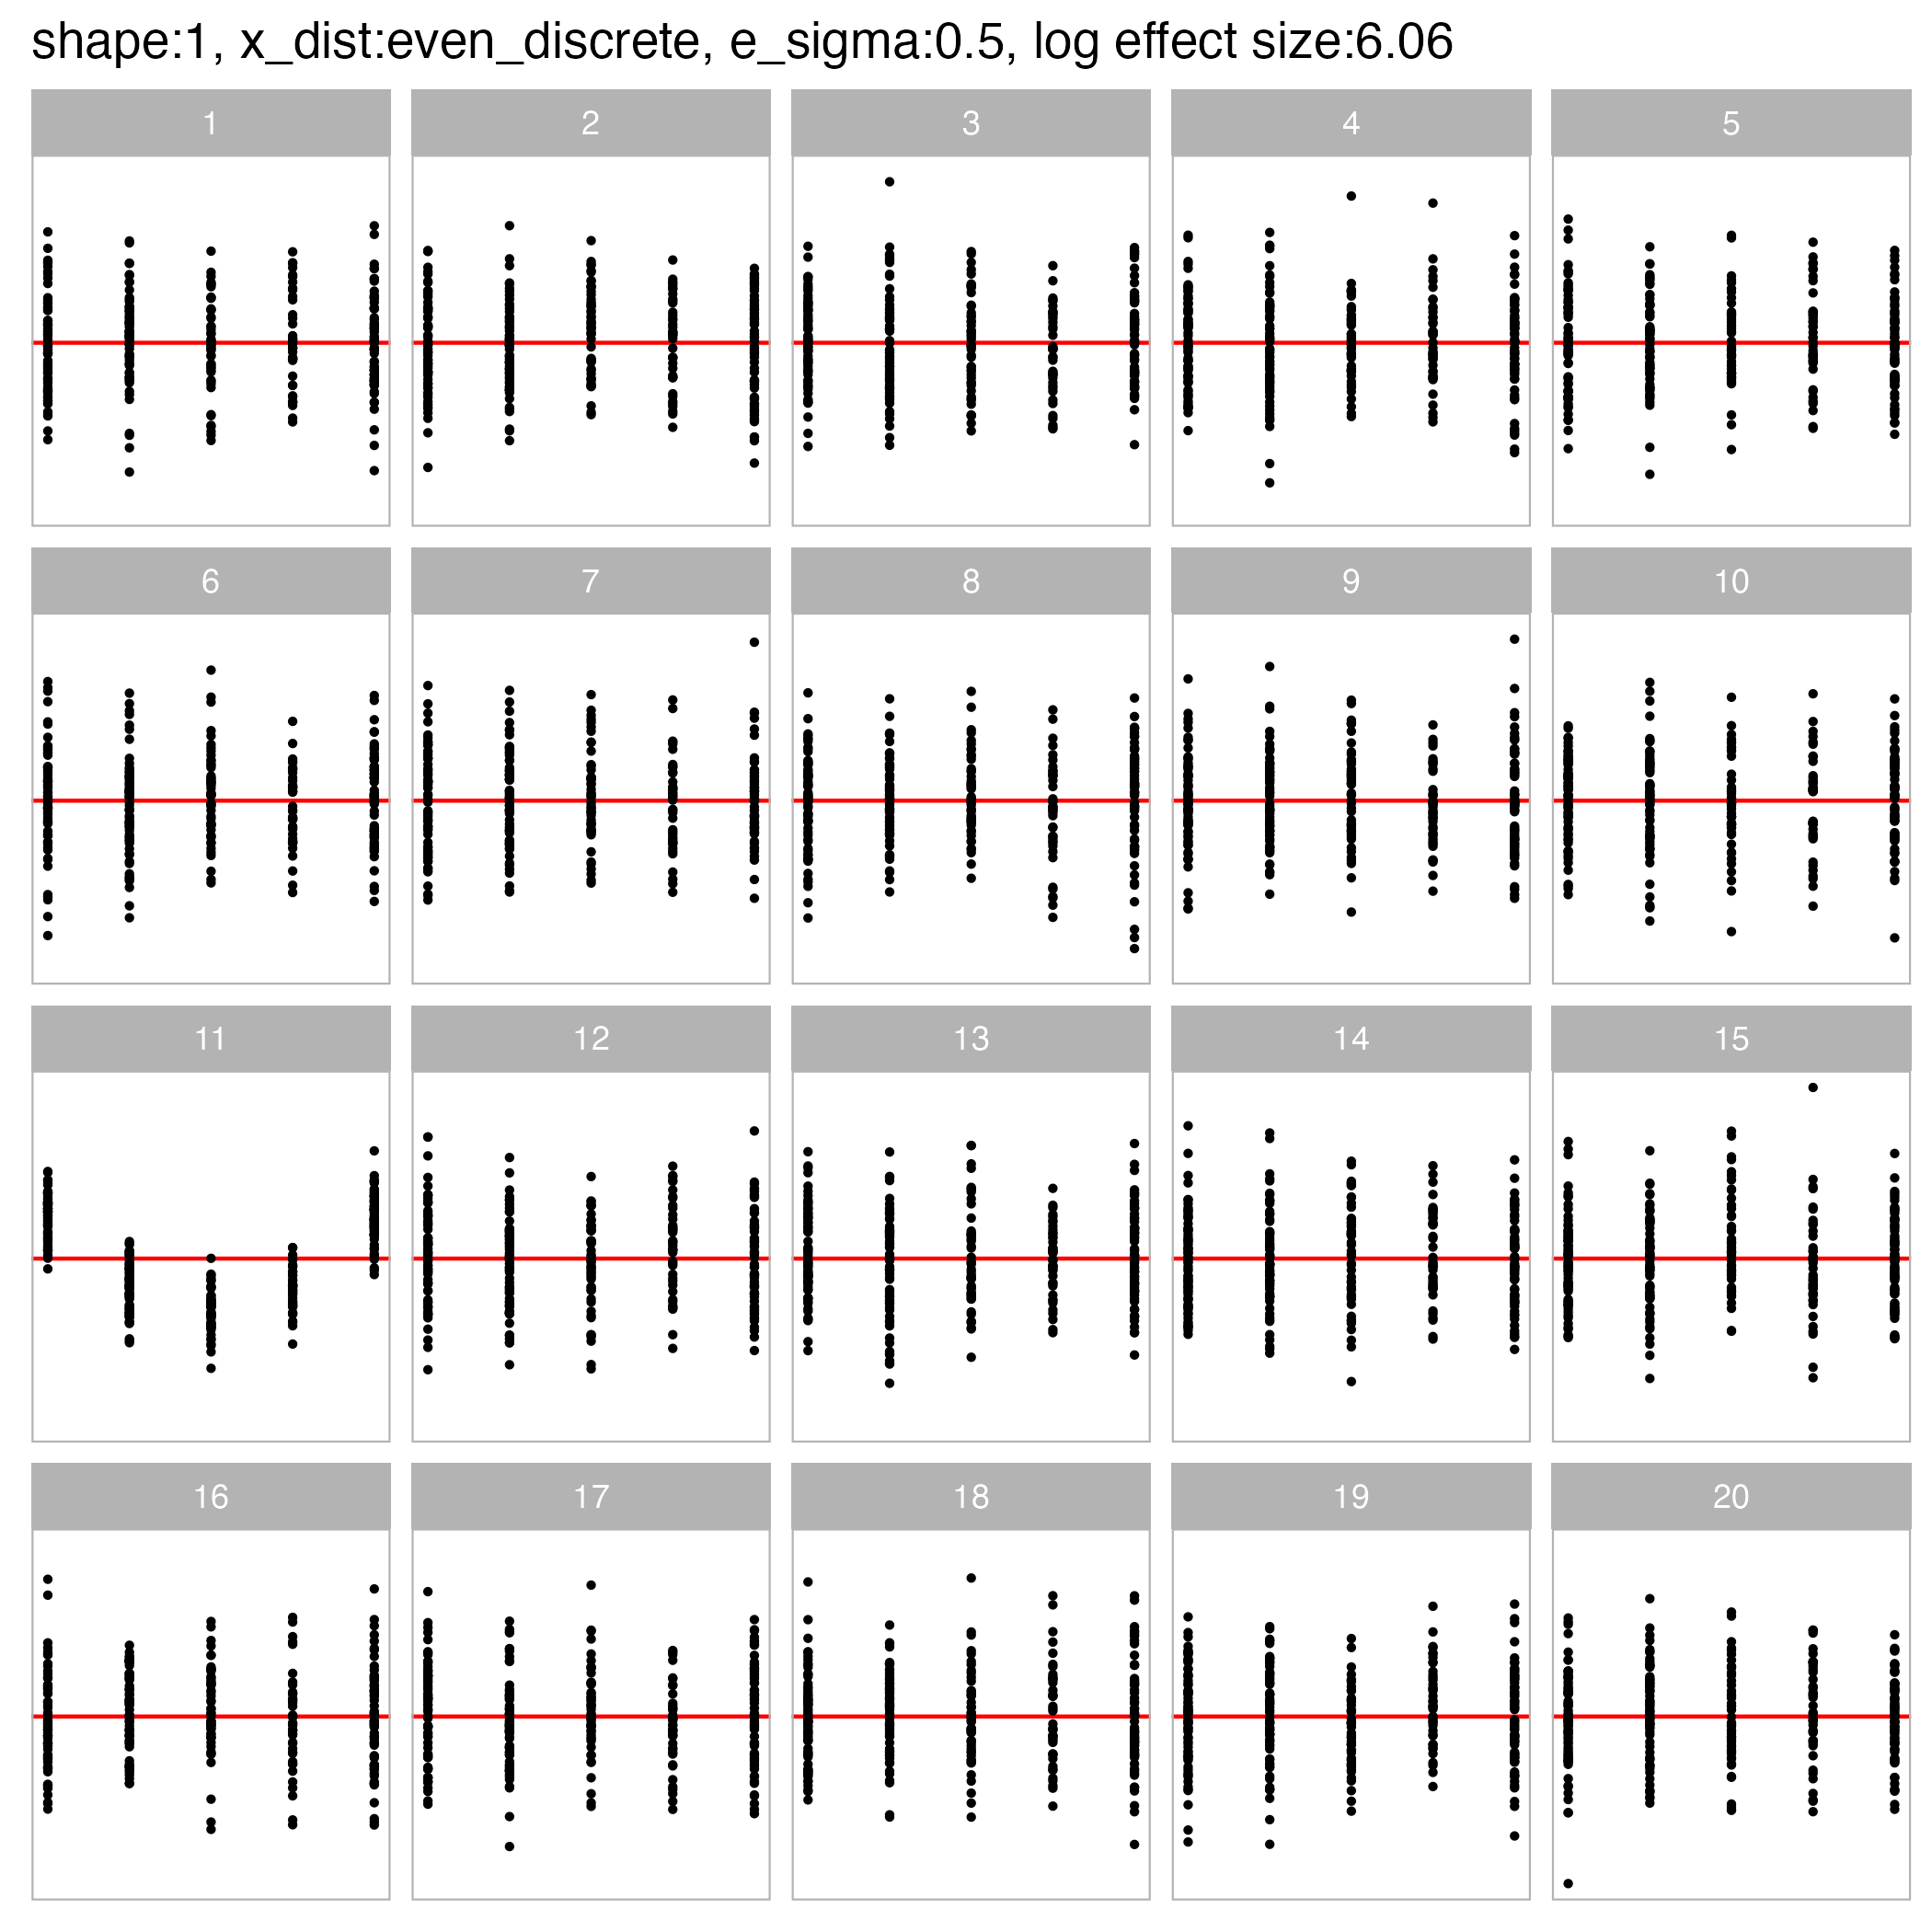 shape:1, x_dist:even_discrete, e_sigma:0.5, log effect size:6.06
1 2 3 4 5
6 7 8 9 10
11 12 13 14 15
16 17 18 19 20